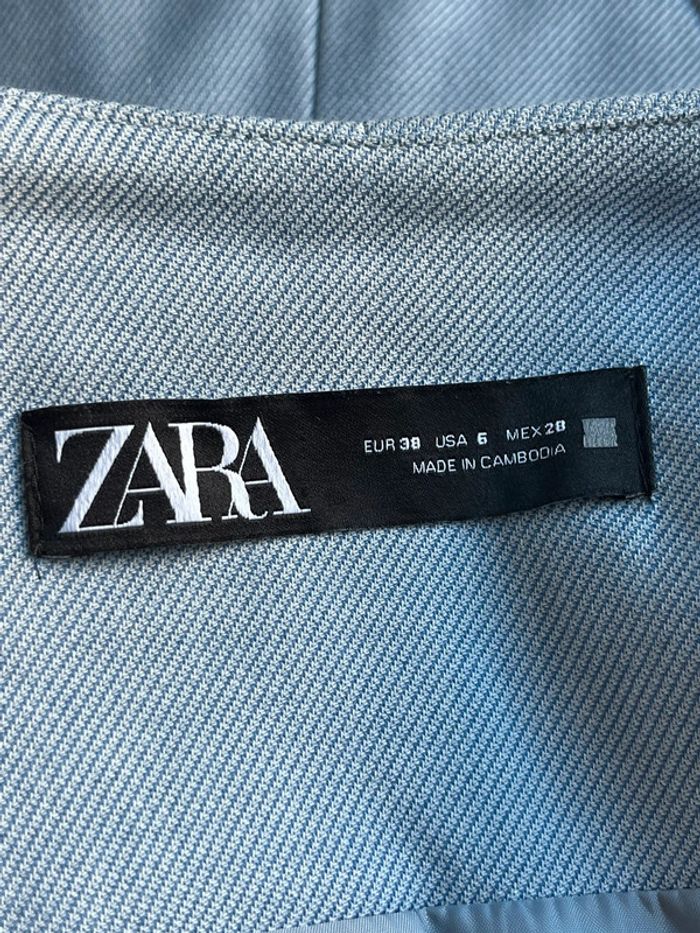 ZARA
EUR 38 USA 6 MEX 28
MADE IN CAMBODIA